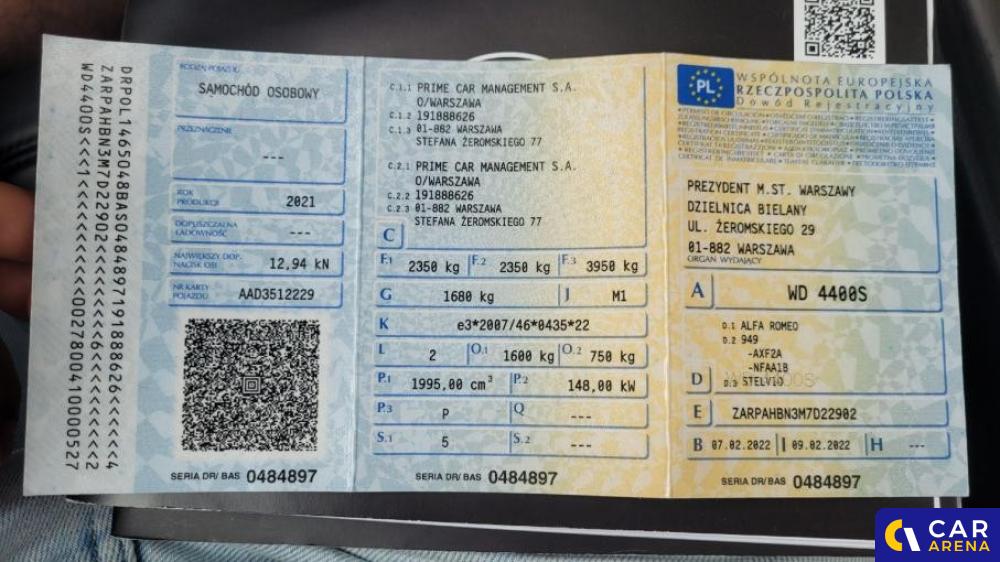 DRPOL1465048BAS0484897191888626<<<<<4
ZARPAHBN3M7D22902<<<<<<<<<<<6<<<<<<<2
WD4400S<<<1<<<<<<<<<<<<<0027800410000527
RODZAJ POJAZDU
SAMOCHÓD OSOBOWY
PRZEZNACZENIE
---
ROK PRODUKCJI 2021
DOPUSZCZALNA ŁADOWNOŚĆ ---
NAJWIĘKSZY DOP. NACISK OSI 12,94 kN
NR KARTY POJAZDU AAD3512229
SERIA DR/ BAS 0484897
C.1.1 PRIME CAR MANAGEMENT S.A.
O/WARSZAWA
C.1.2 191888626
C.1.3 01-882 WARSZAWA
STEFANA ŻEROMSKIEGO 77
C.2.1 PRIME CAR MANAGEMENT S.A.
O/WARSZAWA
C.2.2 191888626
C.2.3 01-882 WARSZAWA
STEFANA ŻEROMSKIEGO 77
C
F.1 2350 kg F.2 2350 kg F.3 3950 kg
G 1680 kg J M1
K e3*2007/46*0435*22
L 2 O.1 1600 kg O.2 750 kg
P.1 1995,00 cm³ P.2 148,00 kW
P.3 P Q ---
S.1 5 S.2 ---
SERIA DR/ BAS 0484897
PL
WSPÓLNOTA EUROPEJSKA
RZECZPOSPOLITA POLSKA
Dowód Rejestracyjny
PREZYDENT M.ST. WARSZAWY
DZIELNICA BIELANY
UL. ŻEROMSKIEGO 29
01-882 WARSZAWA
ORGAN WYDAJĄCY
A WD 4400S
D.1 ALFA ROMEO
D.2 949
-AXF2A
-NFAA1B
D D.3 STELVIO
E ZARPAHBN3M7D22902
B 07.02.2022 I 09.02.2022 H ---
SERIA DR/ BAS 0484897
CAR
ARENA